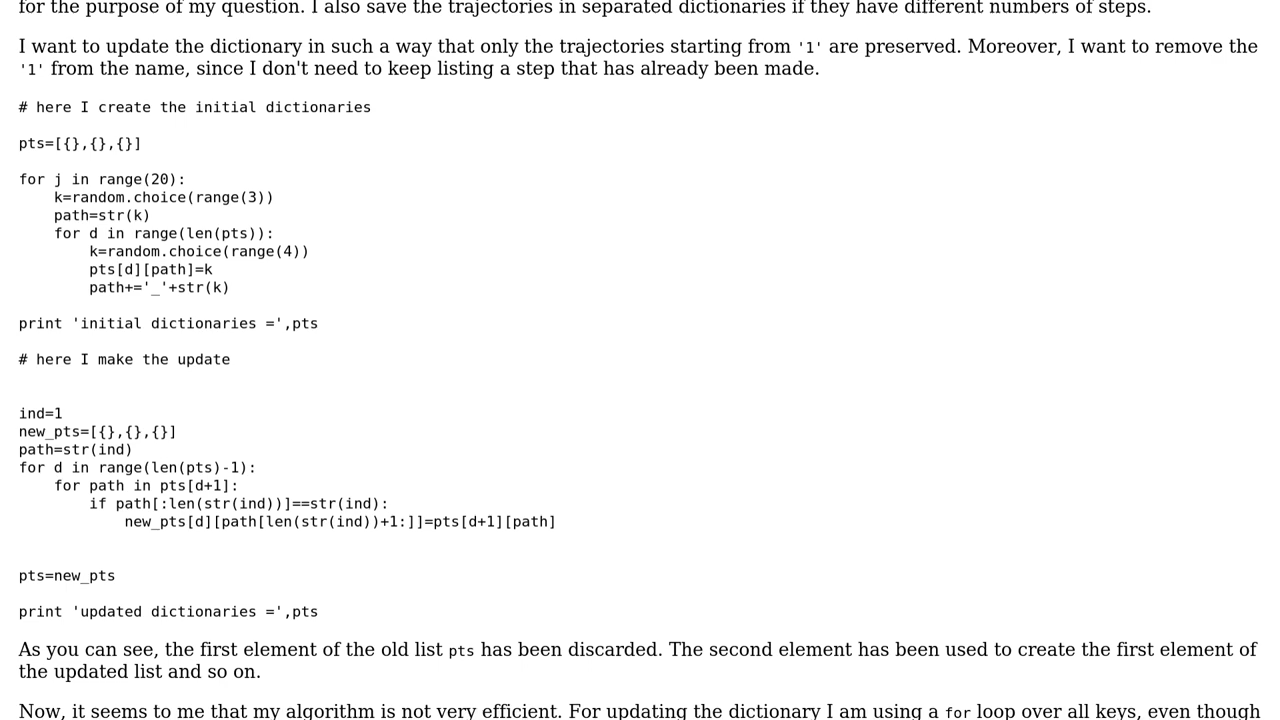 for the purpose of my question. I also save the trajectories in separated dictionaries if they have different numbers of steps.
I want to update the dictionary in such a way that only the trajectories starting from '1' are preserved. Moreover, I want to remove the
'1' from the name, since I don't need to keep listing a step that has already been made.
# here I create the initial dictionaries
pts=[{},{},{}]
for j in range(20):
    k=random.choice(range(3))
    path=str(k)
    for d in range(len(pts)):
        k=random.choice(range(4))
        pts[d][path]=k
        path+='_'+str(k)
print 'initial dictionaries =',pts
# here I make the update
ind=1
new_pts=[{},{},{}]
path=str(ind)
for d in range(len(pts)-1):
    for path in pts[d+1]:
        if path[:len(str(ind))]==str(ind):
            new_pts[d][path[len(str(ind))+1:]]=pts[d+1][path]
pts=new_pts
print 'updated dictionaries =',pts
As you can see, the first element of the old list pts has been discarded. The second element has been used to create the first element of
the updated list and so on.
Now, it seems to me that my algorithm is not very efficient. For updating the dictionary I am using a for loop over all keys, even though